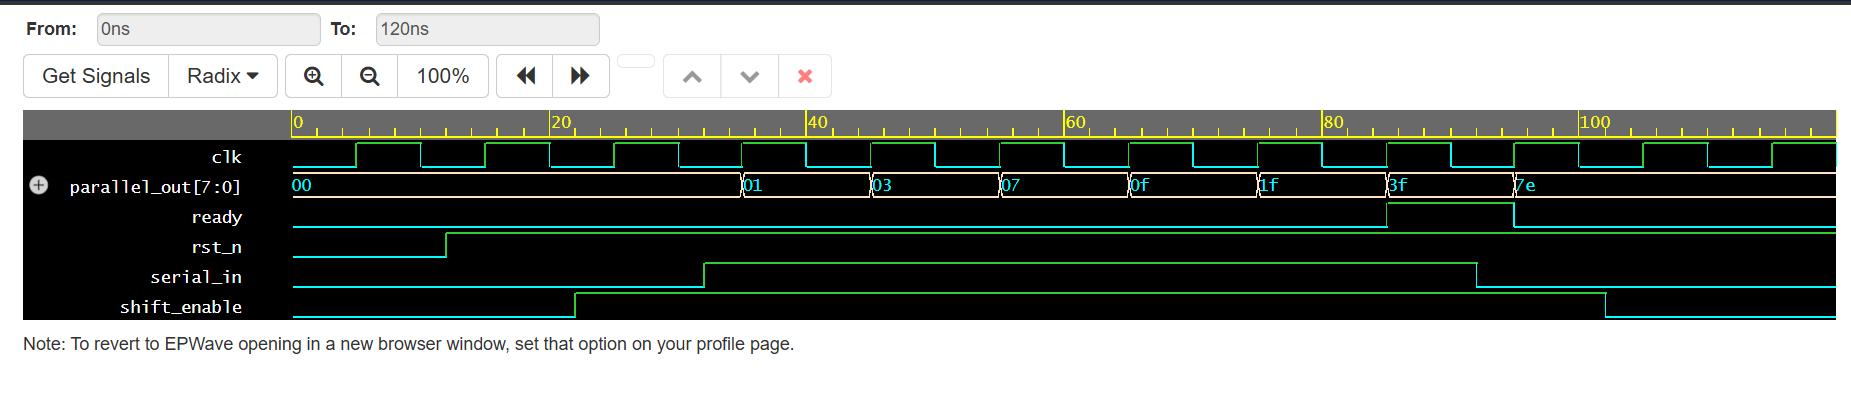 From: 0ns To: 120ns
Get Signals Radix 100%
0 20 40 60 80 100
clk
parallel_out[7:0] 00 01 03 07 0f 1f 3f 7e
ready
rst_n
serial_in
shift_enable
Note: To revert to EPWave opening in a new browser window, set that option on your profile page.